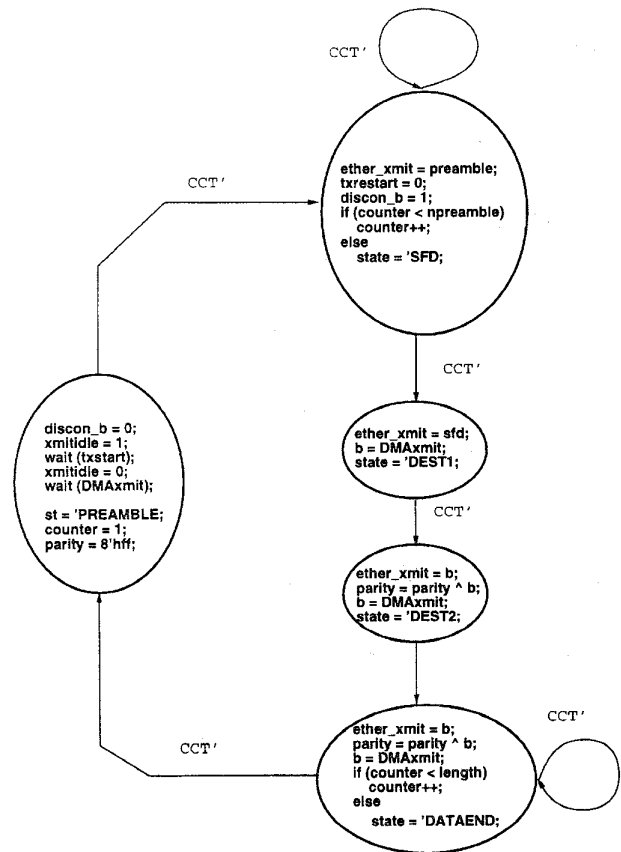 CCT'
ether_xmit = preamble;
txrestart = 0;
discon_b = 1;
if (counter < npreamble)
counter++;
else
state = 'SFD;
CCT'
CCT'
ether_xmit = sfd;
b = DMAxmit;
state = 'DEST1;
CCT'
discon_b = 0;
xmitidle = 1;
wait (txstart);
xmitidle = 0;
wait (DMAxmit);
st = 'PREAMBLE;
counter = 1;
parity = 8'hff;
ether_xmit = b;
parity = parity ^ b;
b = DMAxmit;
state = 'DEST2;
ether_xmit = b;
parity = parity ^ b;
b = DMAxmit;
if (counter < length)
counter++;
else
state = 'DATAEND;
CCT'
CCT'